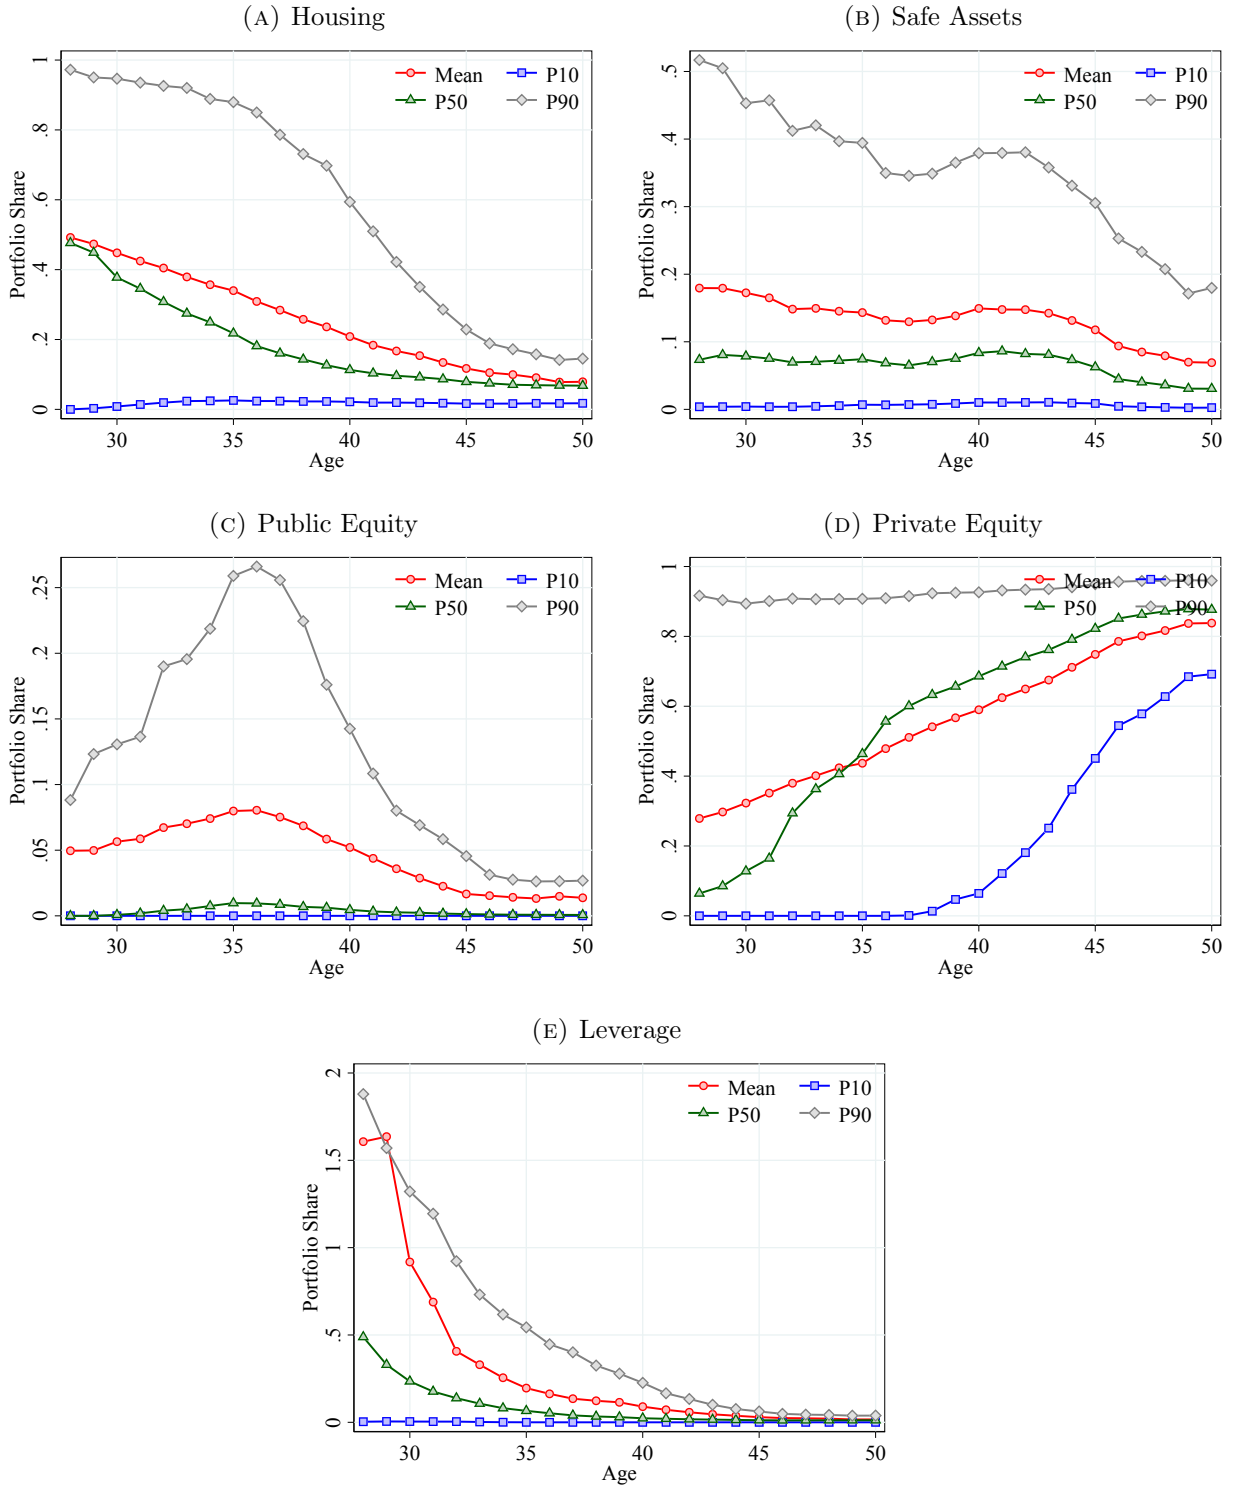 (A) Housing
(B) Safe Assets
Portfolio Share
0 .2 .4 .6 .8 1
Mean P10
P50 P90
30 35 40 45 50
Age
Portfolio Share
0 .1 .2 .3 .4 .5
Mean P10
P50 P90
30 35 40 45 50
Age
(C) Public Equity
(D) Private Equity
Portfolio Share
0 .05 .1 .15 .2 .25
Mean P10
P50 P90
30 35 40 45 50
Age
Portfolio Share
0 .2 .4 .6 .8 1
Mean P10
P50 P90
30 35 40 45 50
Age
(E) Leverage
Portfolio Share
0 .5 1 1.5 2
Mean P10
P50 P90
30 35 40 45 50
Age